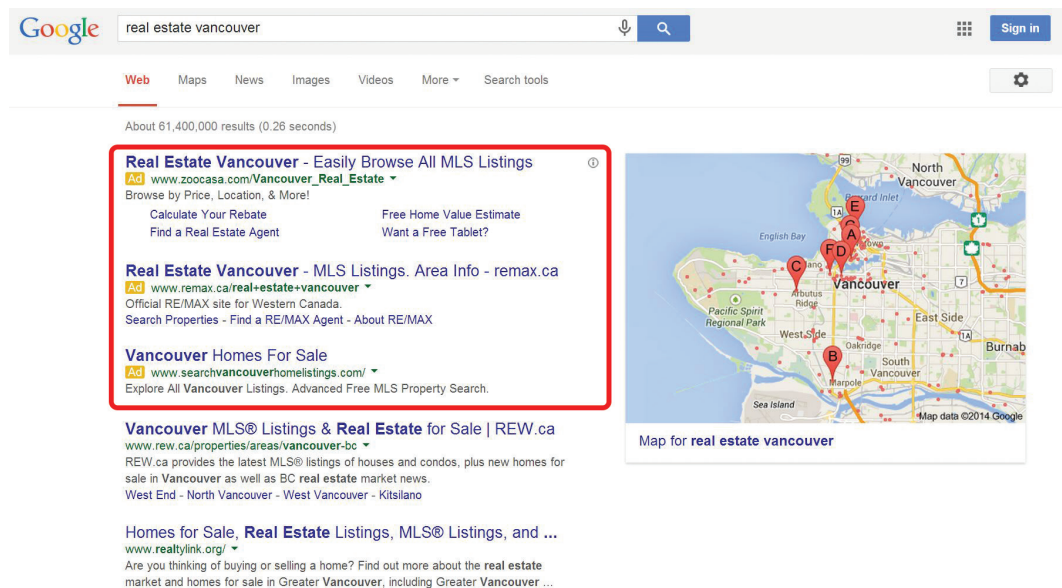 Google
real estate vancouver
Sign in
Web Maps News Images Videos More Search tools
About 61,400,000 results (0.26 seconds)
Real Estate Vancouver - Easily Browse All MLS Listings
Ad www.zoocasa.com/Vancouver_Real_Estate
Browse by Price, Location, & More!
Calculate Your Rebate Free Home Value Estimate
Find a Real Estate Agent Want a Free Tablet?
Real Estate Vancouver - MLS Listings. Area Info - remax.ca
Ad www.remax.ca/real+estate+vancouver
Official RE/MAX site for Western Canada.
Search Properties - Find a RE/MAX Agent - About RE/MAX
Vancouver Homes For Sale
Ad www.searchvancouverhomelistings.com/
Explore All Vancouver Listings. Advanced Free MLS Property Search.
Vancouver MLS® Listings & Real Estate for Sale | REW.ca
www.rew.ca/properties/areas/vancouver-bc
REW.ca provides the latest MLS® listings of houses and condos, plus new homes for
sale in Vancouver as well as BC real estate market news.
West End - North Vancouver - West Vancouver - Kitsilano
Homes for Sale, Real Estate Listings, MLS® Listings, and ...
www.realtylink.org/
Are you thinking of buying or selling a home? Find out more about the real estate
market and homes for sale in Greater Vancouver, including Greater Vancouver ...
99
North
Vancouver
1
1A
E
English Bay
A
F
D
C
Vancouver
7
Arbutus
Ridge
Pacific Spirit
Regional Park
East Side
1A
West Side
Oakridge
Burnab
B
South
Vancouver
Marpole
Sea Island
Map data ©2014 Google
Map for real estate vancouver